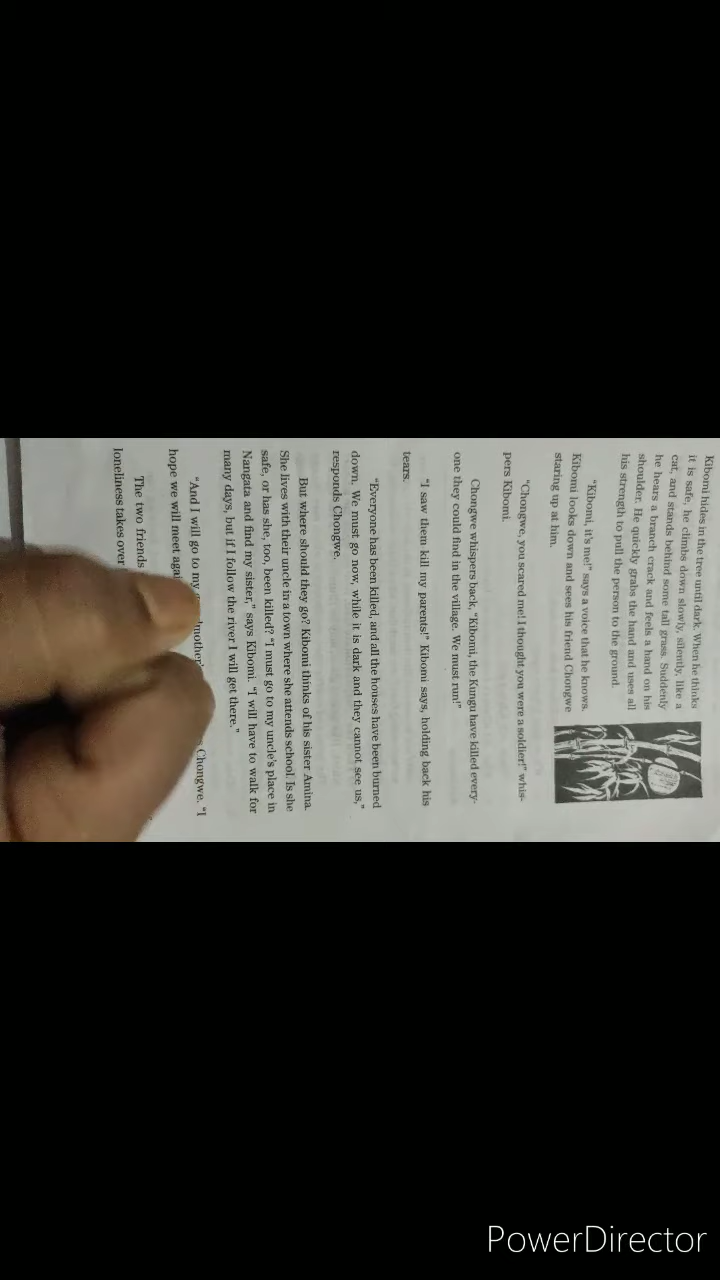 Kibomi hides in the tree until dark. When he thinks
it is safe, he climbs down slowly, silently, like a
cat, and stands behind some tall grass. Suddenly
he hears a branch crack and feels a hand on his
shoulder. He quickly grabs the hand and uses all
his strength to pull the person to the ground.
"Kibomi, it's me!" says a voice that he knows.
Kibomi looks down and sees his friend Chongwe
staring up at him.
"Chongwe, you scared me! I thought you were a soldier!" whis-
pers Kibomi.
Chongwe whispers back, "Kibomi, the Kungu have killed every-
one they could find in the village. We must run!"
"I saw them kill my parents!" Kibomi says, holding back his
tears.
"Everyone has been killed, and all the houses have been burned
down. We must go now, while it is dark and they cannot see us,"
responds Chongwe.
But where should they go? Kibomi thinks of his sister Amina.
She lives with their uncle in a town where she attends school. Is she
safe, or has she, too, been killed? "I must go to my uncle's place in
Nangata and find my sister," says Kibomi. "I will have to walk for
many days, but if I follow the river I will get there."
"And I will go to my Chongwe. "I
hope we will meet
The two friends
loneliness takes over
PowerDirector